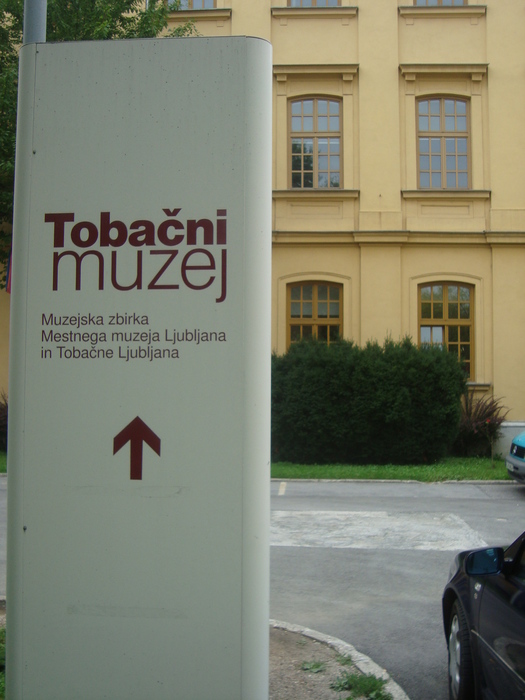 Tobačni
muzej
Muzejska zbirka
Mestnega muzeja Ljubljana
in Tobačne Ljubljana